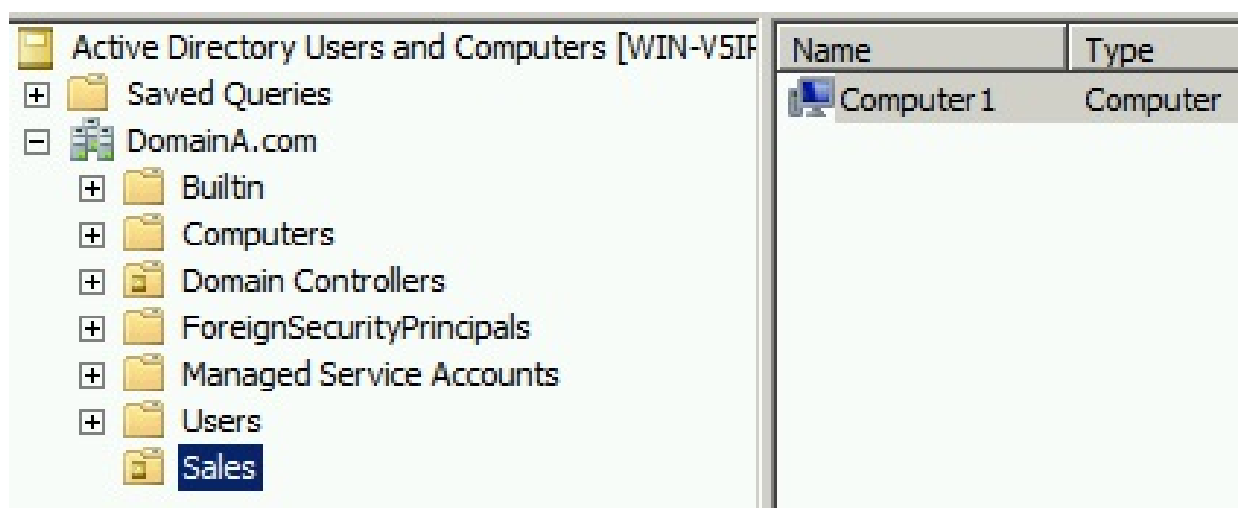 Active Directory Users and Computers [WIN-V5IF
Saved Queries
DomainA.com
Builtin
Computers
Domain Controllers
ForeignSecurityPrincipals
Managed Service Accounts
Users
Sales
Name Type
Computer1 Computer